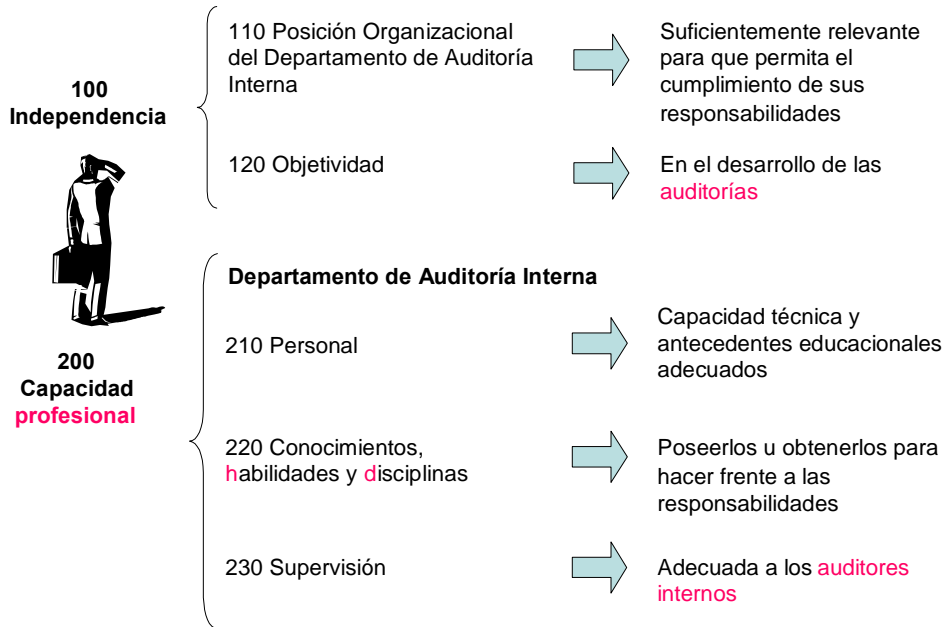 100
Independencia
110 Posición Organizacional
del Departamento de Auditoría
Interna
Suficientemente relevante
para que permita el
cumplimiento de sus
responsabilidades
120 Objetividad
En el desarrollo de las
auditorías
200
Capacidad
profesional
Departamento de Auditoría Interna
210 Personal
Capacidad técnica y
antecedentes educacionales
adecuados
220 Conocimientos,
habilidades y disciplinas
Poseerlos u obtenerlos para
hacer frente a las
responsabilidades
230 Supervisión
Adecuada a los auditores
internos